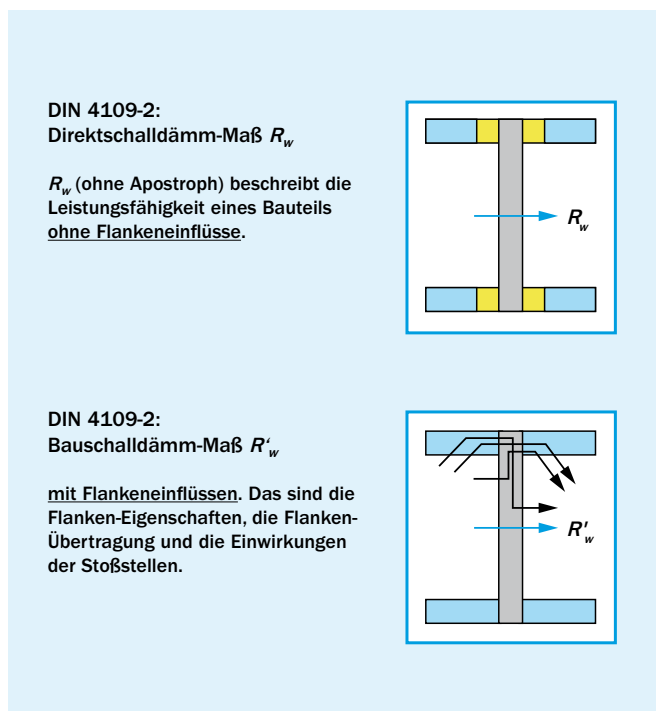 DIN 4109-2:
Direktschalldämm-Maß Rw
Rw (ohne Apostroph) beschreibt die
Leistungsfähigkeit eines Bauteils
ohne Flankeneinflüsse.
Rw
DIN 4109-2:
Bauschalldämm-Maß R‘w
mit Flankeneinflüssen. Das sind die
Flanken-Eigenschaften, die Flanken-
Übertragung und die Einwirkungen
der Stoßstellen.
R'w